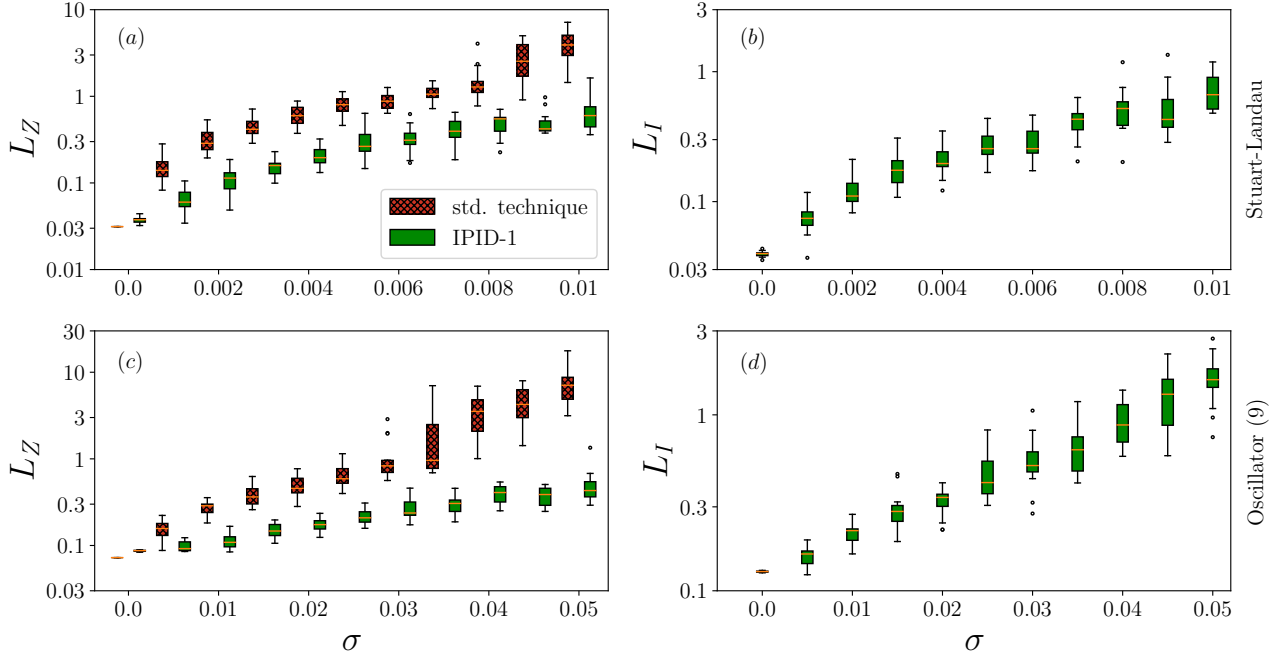 10
3
1
0.3
0.1
0.03
0.01
L_Z
(a)
std. technique
IPID-1
0.0 0.002 0.004 0.006 0.008 0.01
3
1
0.3
0.1
0.03
L_I
(b)
0.0 0.002 0.004 0.006 0.008 0.01
Stuart-Landau
30
10
3
1
0.3
0.1
0.03
L_Z
(c)
0.0 0.01 0.02 0.03 0.04 0.05
σ
3
1
0.3
0.1
L_I
(d)
0.0 0.01 0.02 0.03 0.04 0.05
σ
Oscillator (9)